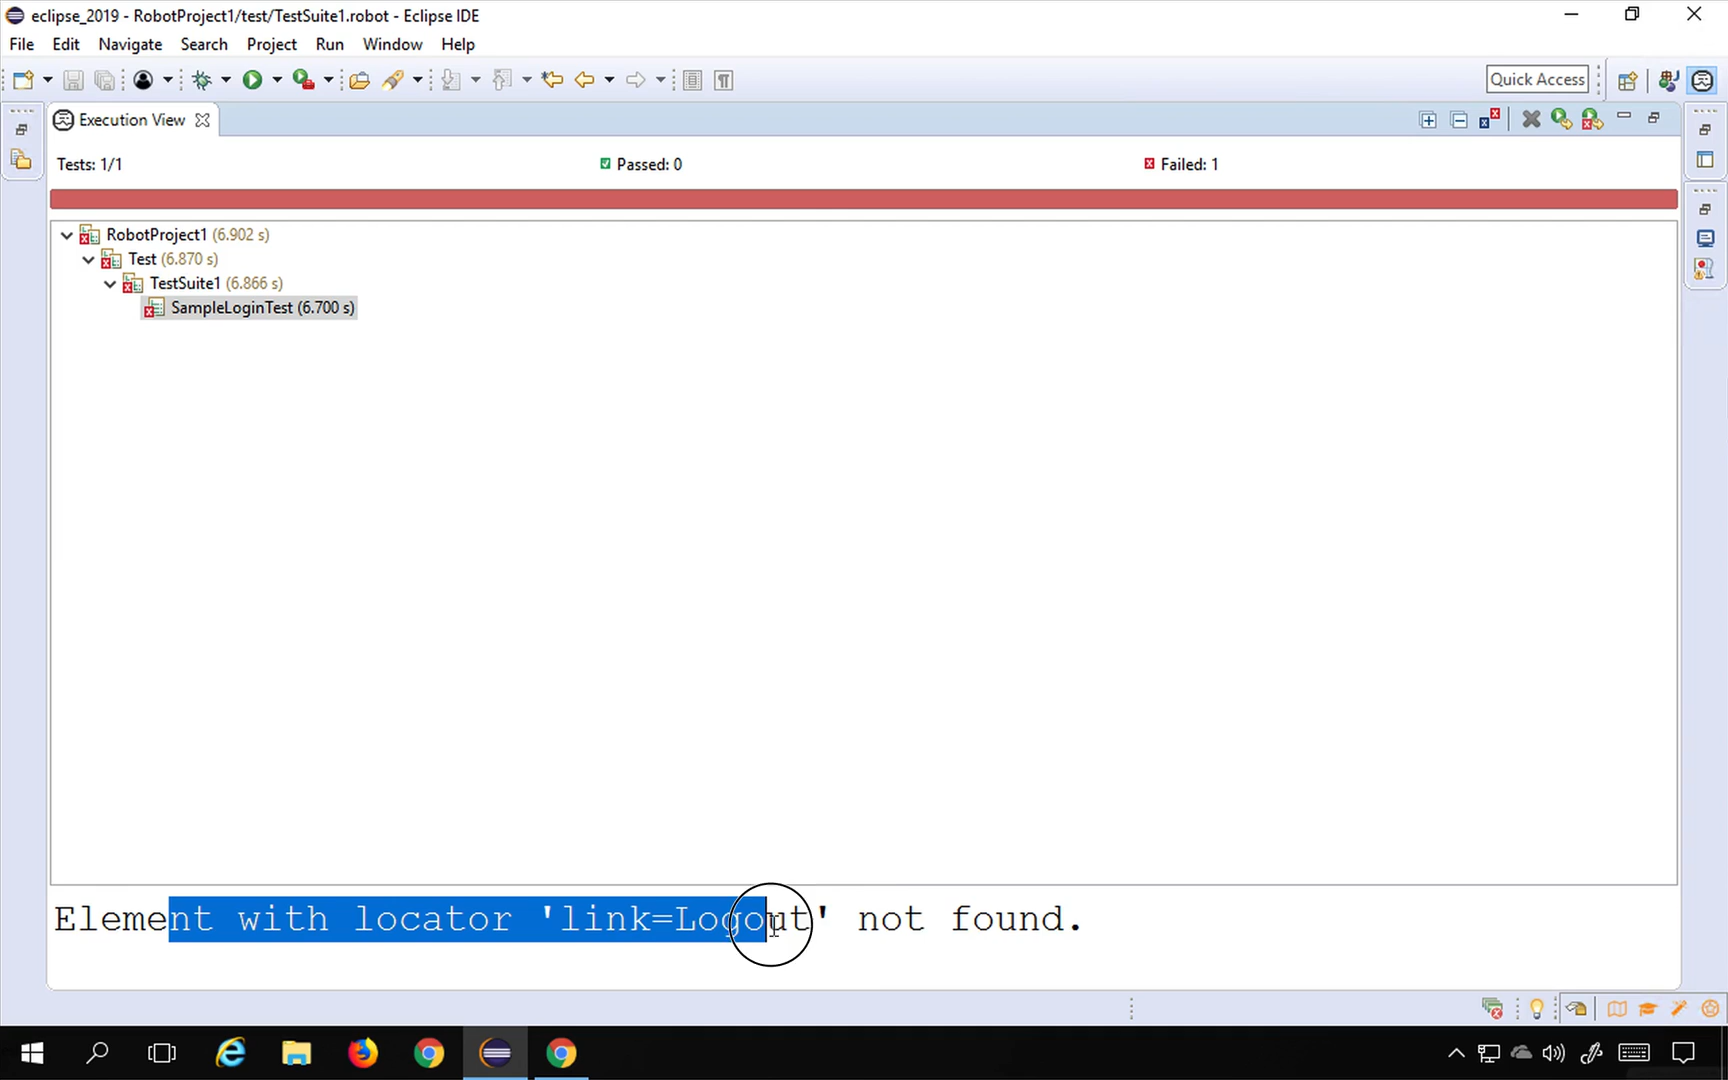 eclipse_2019 - RobotProject1/test/TestSuite1.robot - Eclipse IDE
File Edit Navigate Search Project Run Window Help
Quick Access
Execution View
Tests: 1/1 Passed: 0 Failed: 1
RobotProject1 (6.902 s)
Test (6.870 s)
TestSuite1 (6.866 s)
SampleLoginTest (6.700 s)
Element with locator 'link=Logout' not found.